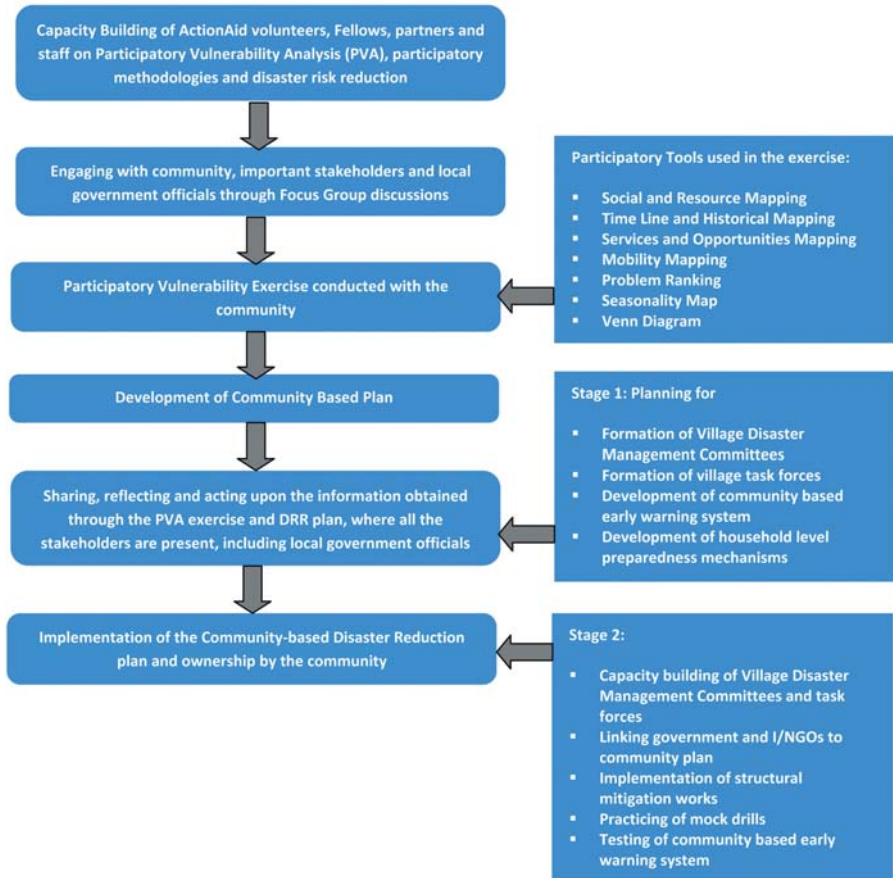 Capacity Building of ActionAid volunteers, Fellows, partners and
staff on Participatory Vulnerability Analysis (PVA), participatory
methodologies and disaster risk reduction
Engaging with community, important stakeholders and local
government officials through Focus Group discussions
Participatory Vulnerability Exercise conducted with the
community
Participatory Tools used in the exercise:
▪ Social and Resource Mapping
▪ Time Line and Historical Mapping
▪ Services and Opportunities Mapping
▪ Mobility Mapping
▪ Problem Ranking
▪ Seasonality Map
▪ Venn Diagram
Development of Community Based Plan
Sharing, reflecting and acting upon the information obtained
through the PVA exercise and DRR plan, where all the
stakeholders are present, including local government officials
Stage 1: Planning for
▪ Formation of Village Disaster
Management Committees
▪ Formation of village task forces
▪ Development of community based
early warning system
▪ Development of household level
preparedness mechanisms
Implementation of the Community-based Disaster Reduction
plan and ownership by the community
Stage 2:
▪ Capacity building of Village Disaster
Management Committees and task
forces
▪ Linking government and I/NGOs to
community plan
▪ Implementation of structural
mitigation works
▪ Practicing of mock drills
▪ Testing of community based early
warning system